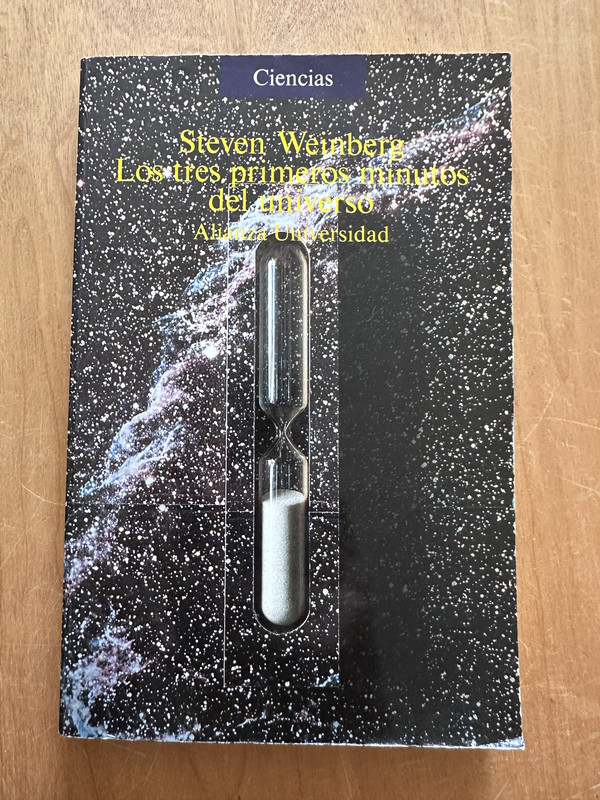 Ciencias
Steven Weinberg
Los tres primeros minutos
del universo
Alianza Universidad